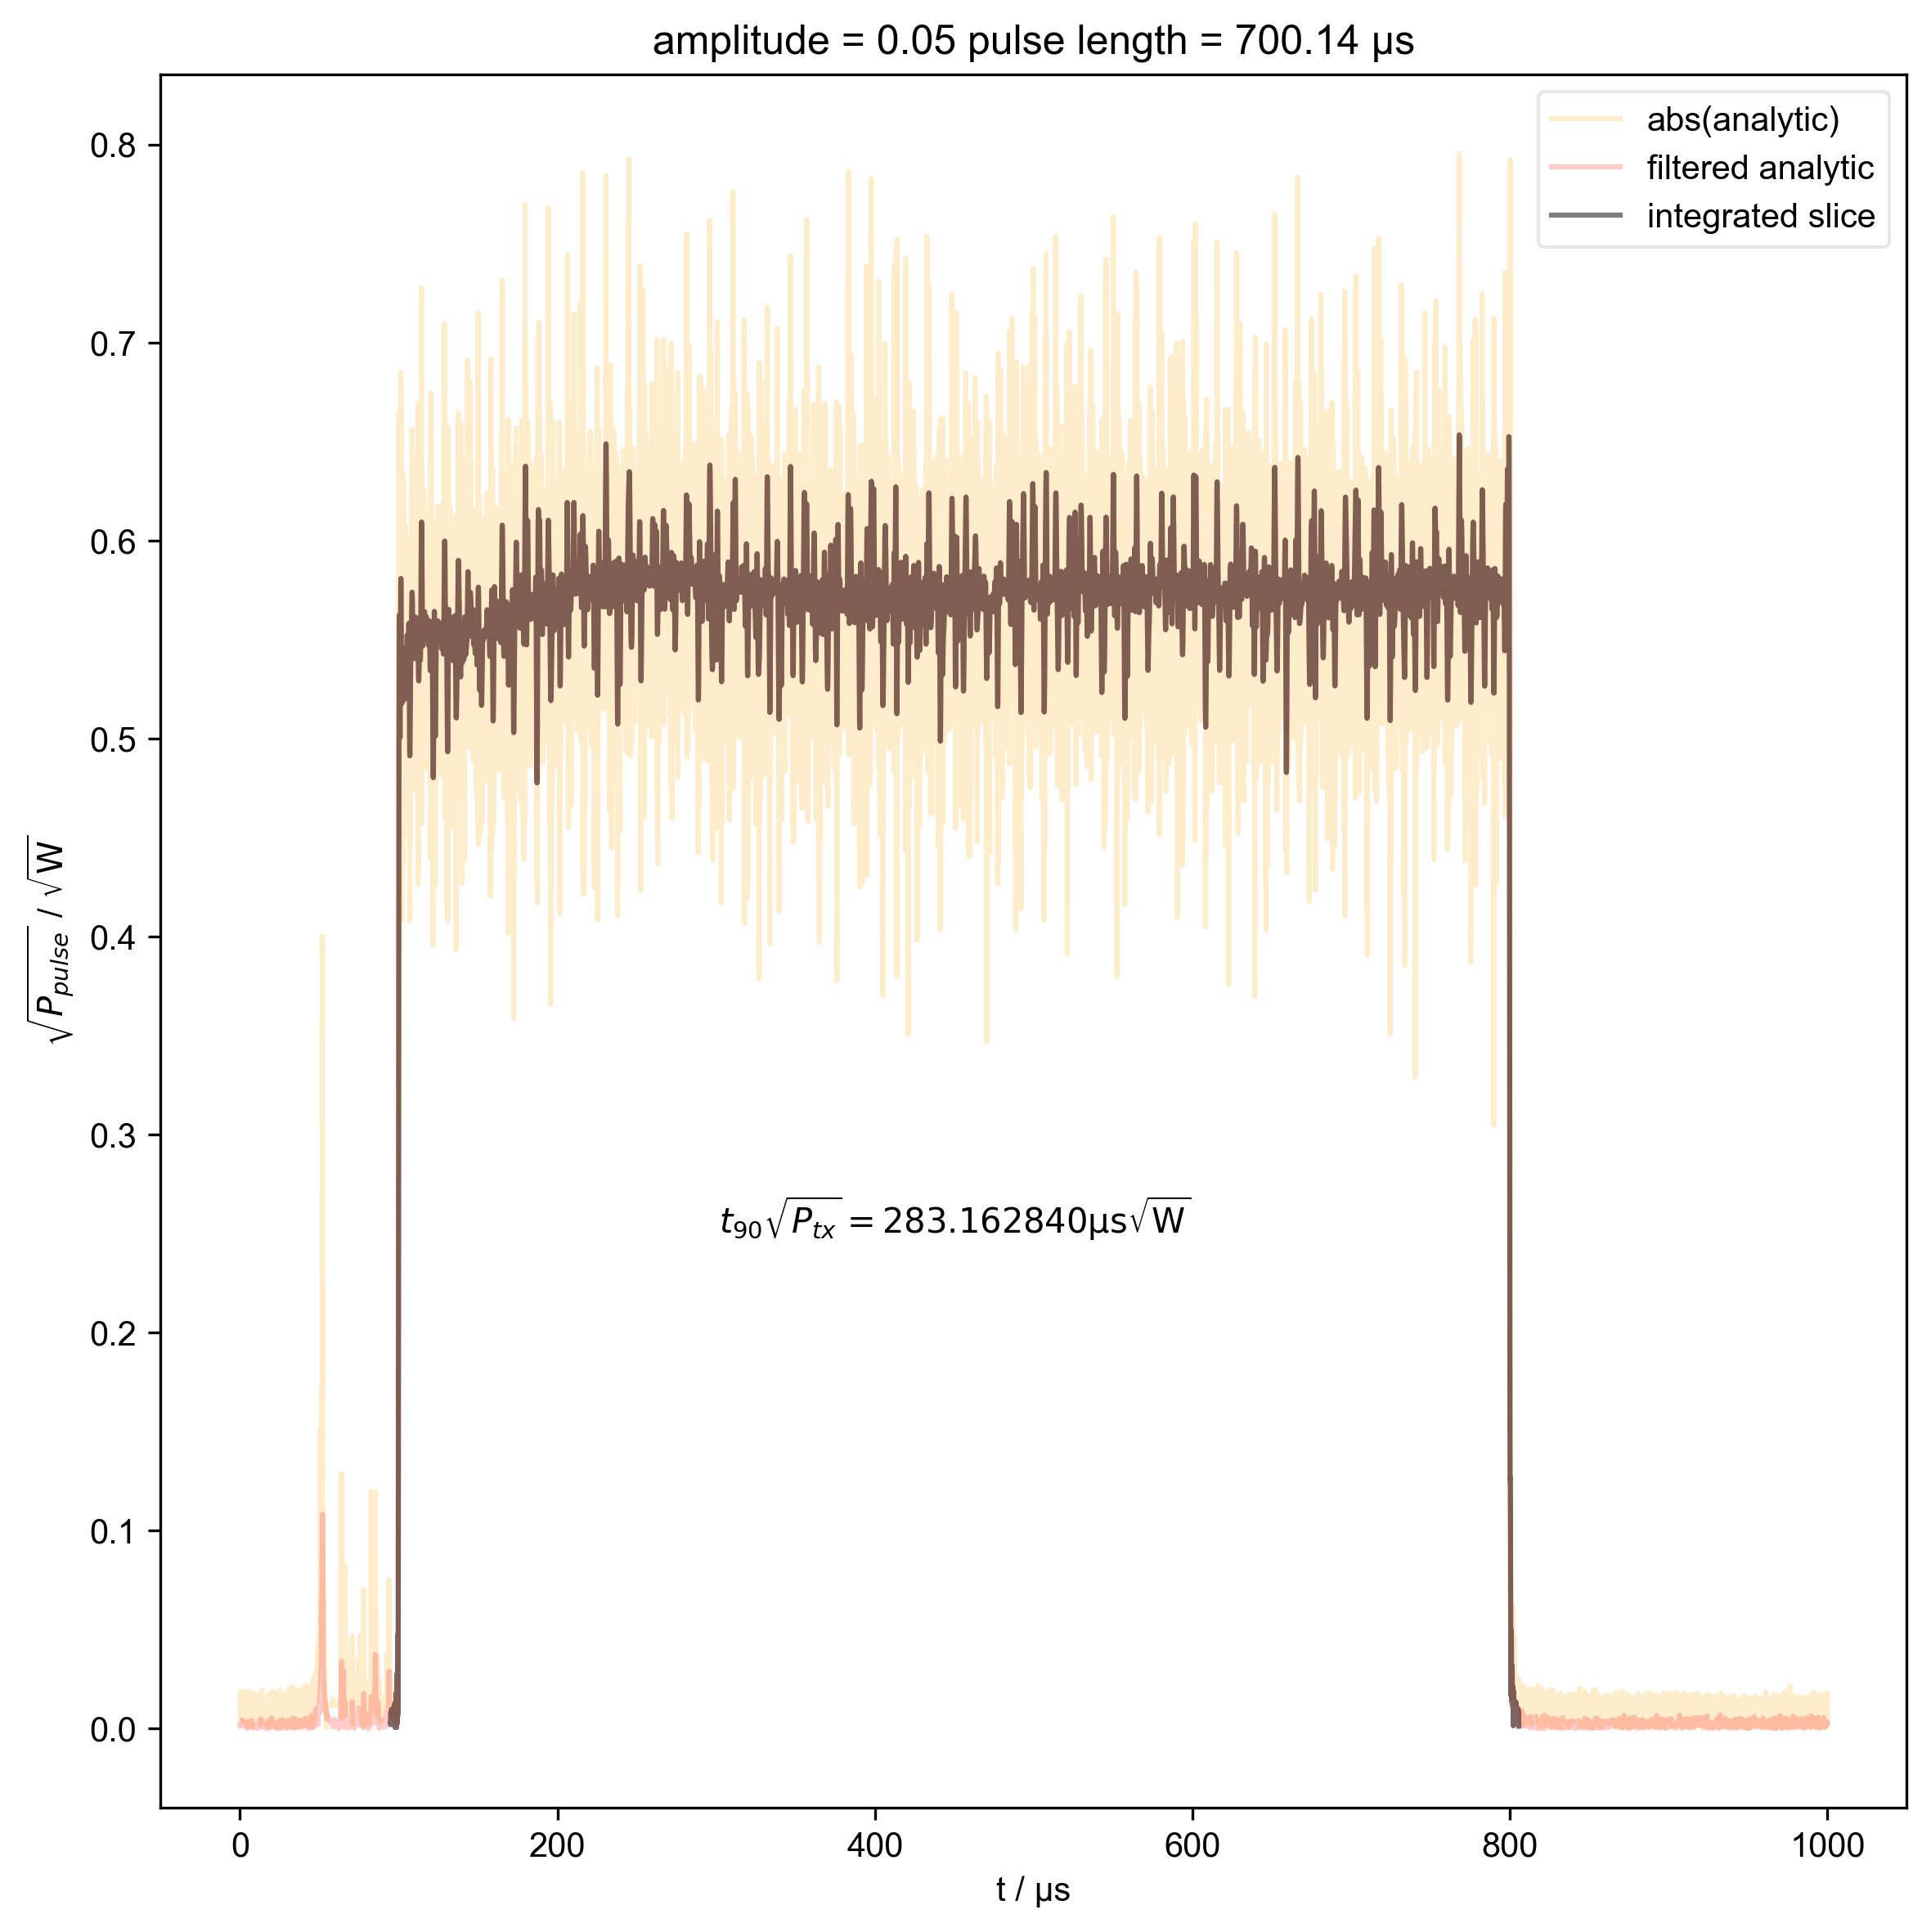 amplitude = 0.05 pulse length = 700.14 μs
abs(analytic)
filtered analytic
integrated slice
0.8
0.7
0.6
0.5
0.4
0.3
0.2
0.1
0.0
√P_pulse / √W
t₉₀√P_tx = 283.162840μs√W
0 200 400 600 800 1000
t / μs